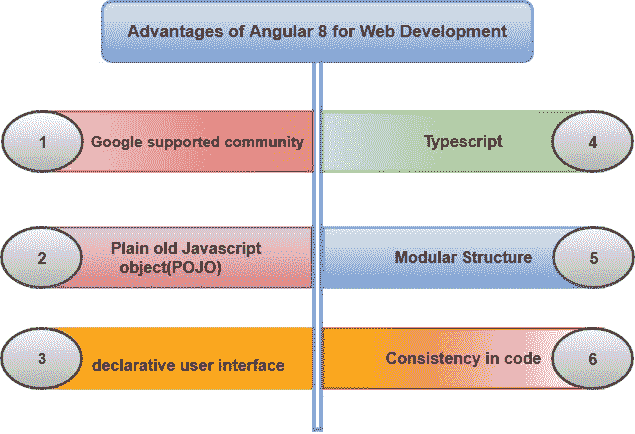 Advantages of Angular 8 for Web Development
1
Google supported community
2
Plain old Javascript
object(POJO)
3
declarative user interface
Typescript
4
Modular Structure
5
Consistency in code
6